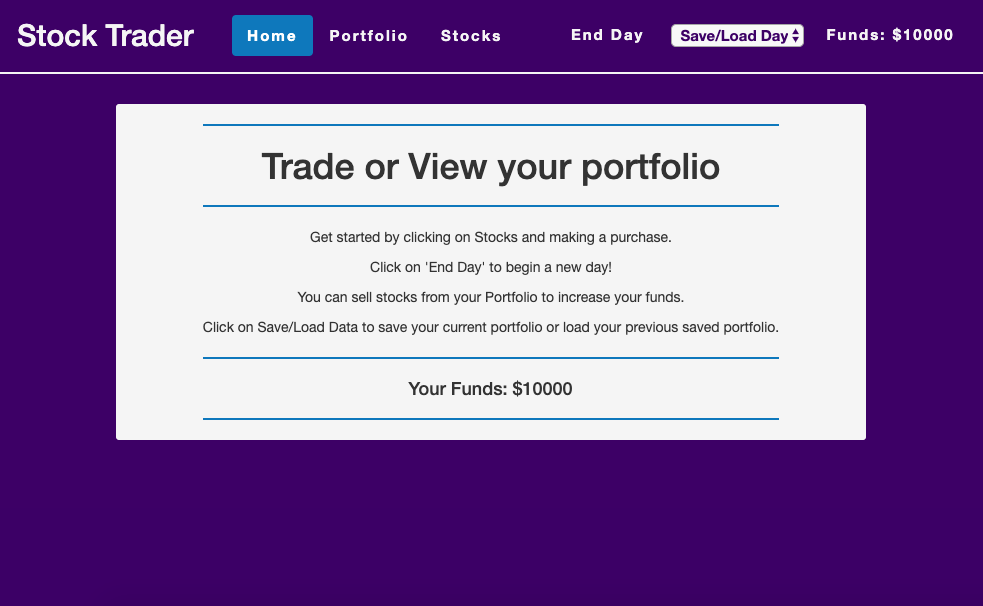 Stock Trader Home Portfolio Stocks End Day Save/Load Day Funds: $10000
Trade or View your portfolio
Get started by clicking on Stocks and making a purchase.
Click on 'End Day' to begin a new day!
You can sell stocks from your Portfolio to increase your funds.
Click on Save/Load Data to save your current portfolio or load your previous saved portfolio.
Your Funds: $10000